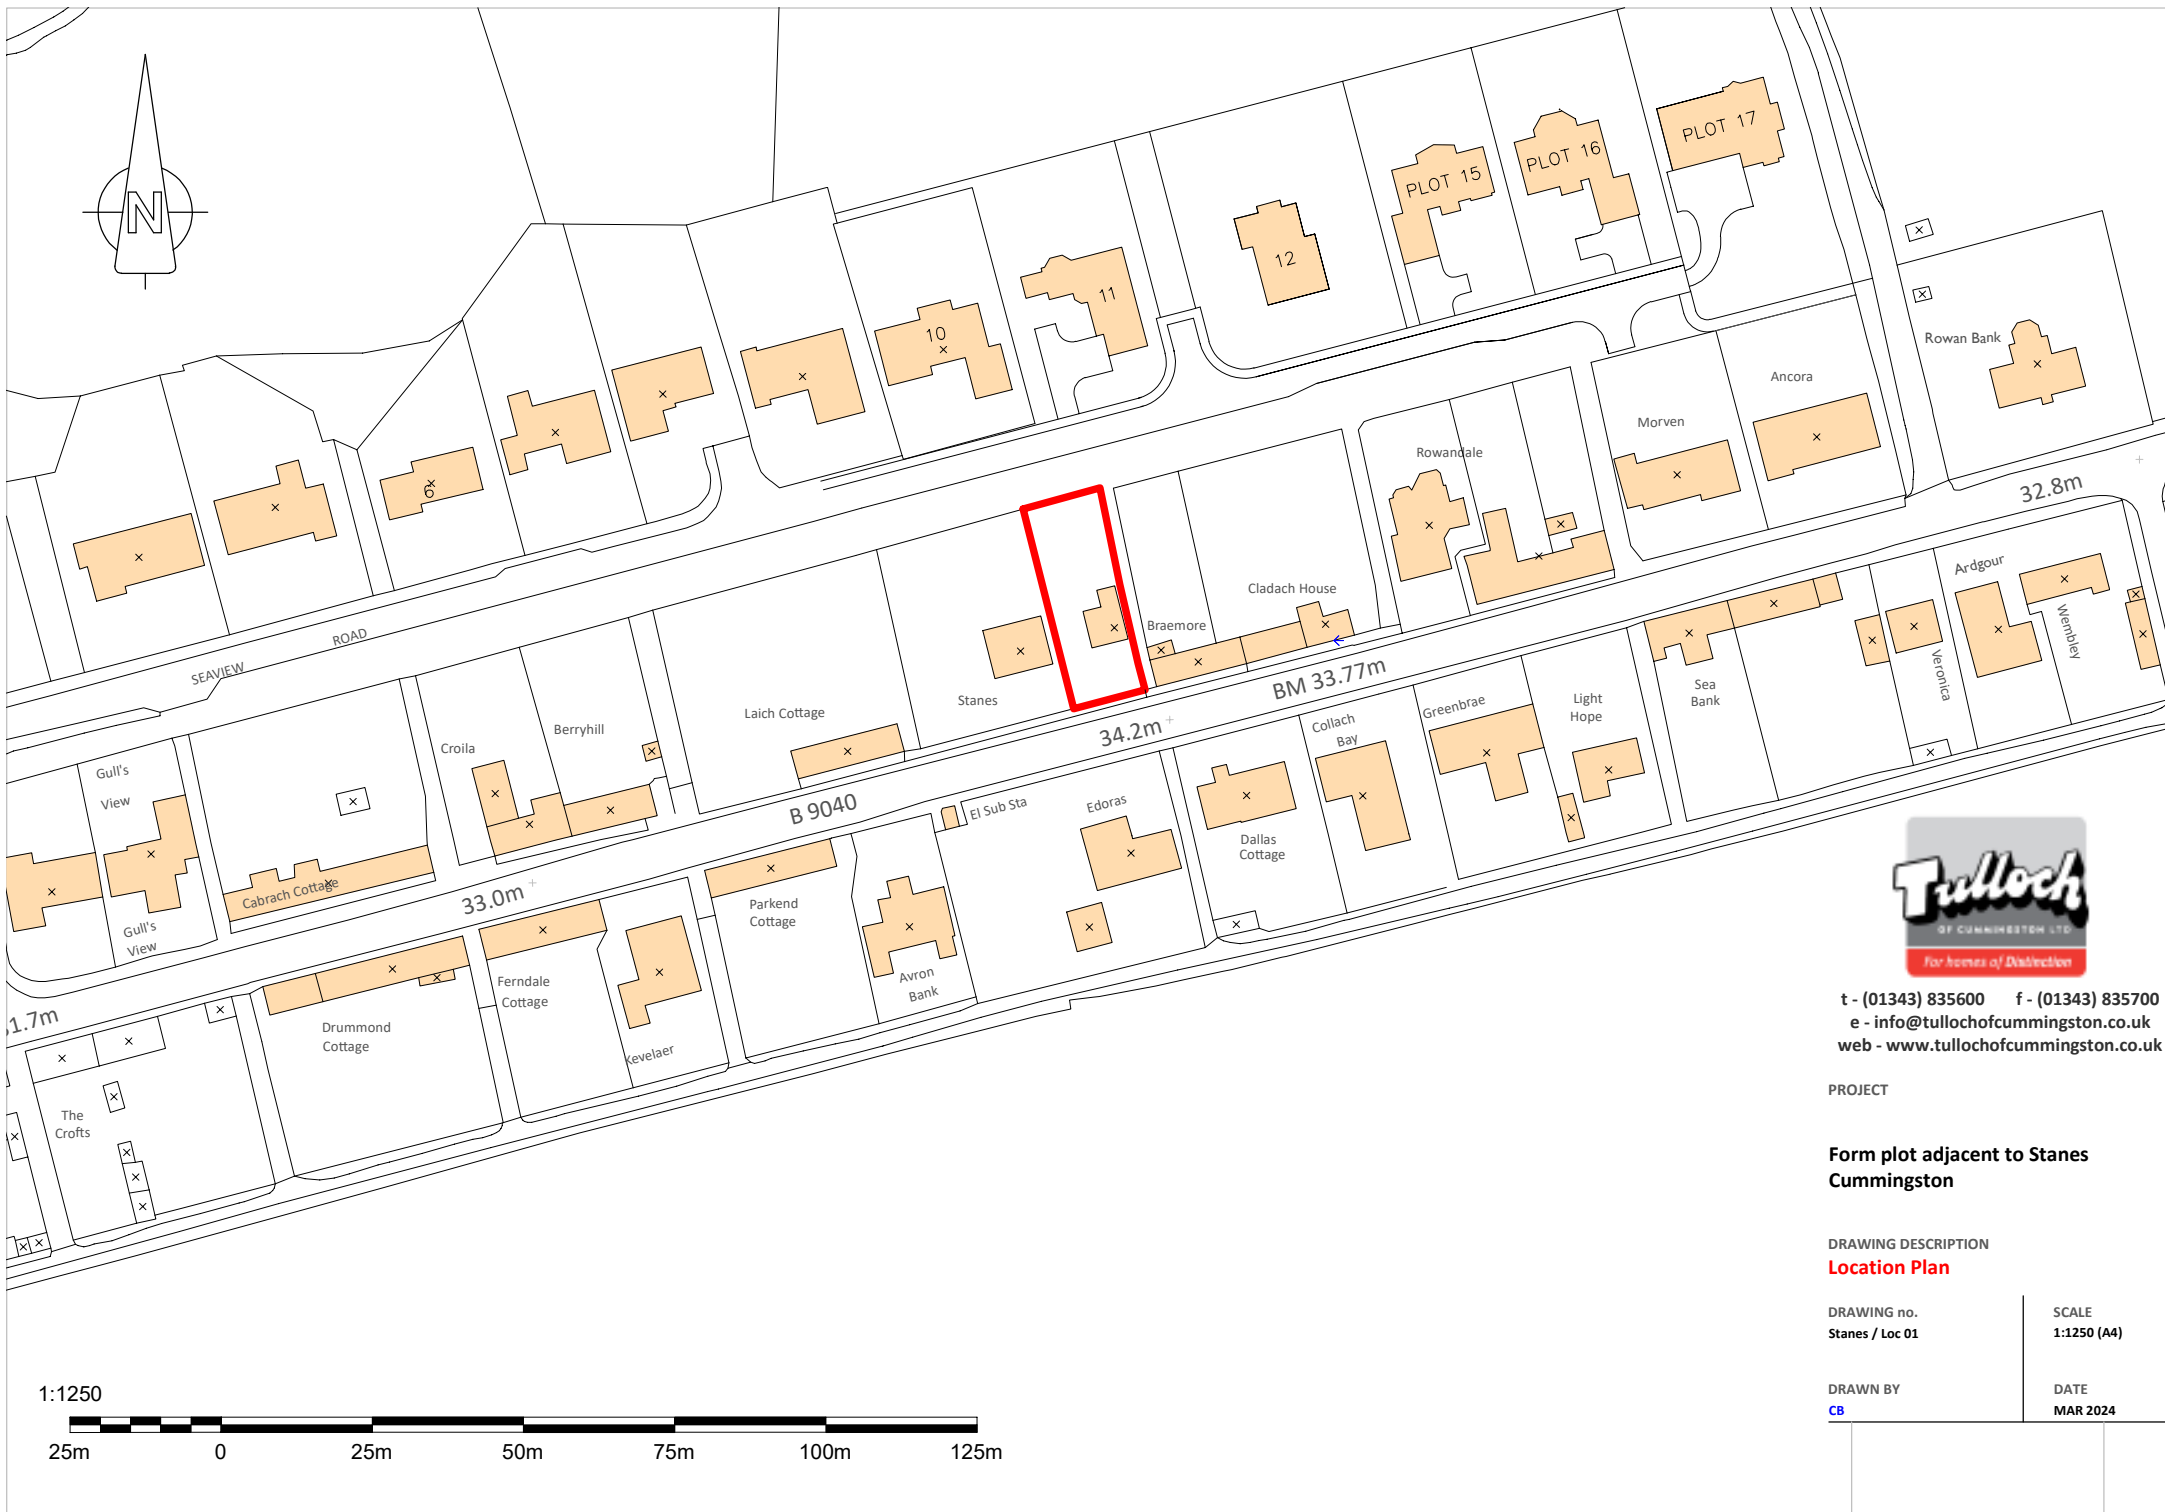 N
PLOT 17
PLOT 16
PLOT 15
12
11
10
6
Rowan Bank
Ancora
Morven
Rowandale
32.8m
Cladach House
Braemore
BM 33.77m
34.2m
Stanes
Laich Cottage
Berryhill
Croila
SEAVIEW ROAD
Gull's
View
Gull's
View
Cabrach Cottage
33.0m
B 9040
El Sub Sta
Edoras
Dallas
Cottage
Collach
Bay
Greenbrae
Light
Hope
Sea
Bank
Veronica
Ardgour
Wembley
Parkend
Cottage
Avron
Bank
Ferndale
Cottage
Kevelaer
Drummond
Cottage
The
Crofts
1.7m
Tulloch
OF CUMMINGSTON LTD
For homes of Distinction
t - (01343) 835600 f - (01343) 835700
e - info@tullochofcummingston.co.uk
web - www.tullochofcummingston.co.uk
PROJECT
Form plot adjacent to Stanes
Cummingston
DRAWING DESCRIPTION
Location Plan
DRAWING no. SCALE
Stanes / Loc 01 1:1250 (A4)
DRAWN BY DATE
CB MAR 2024
1:1250
25m 0 25m 50m 75m 100m 125m